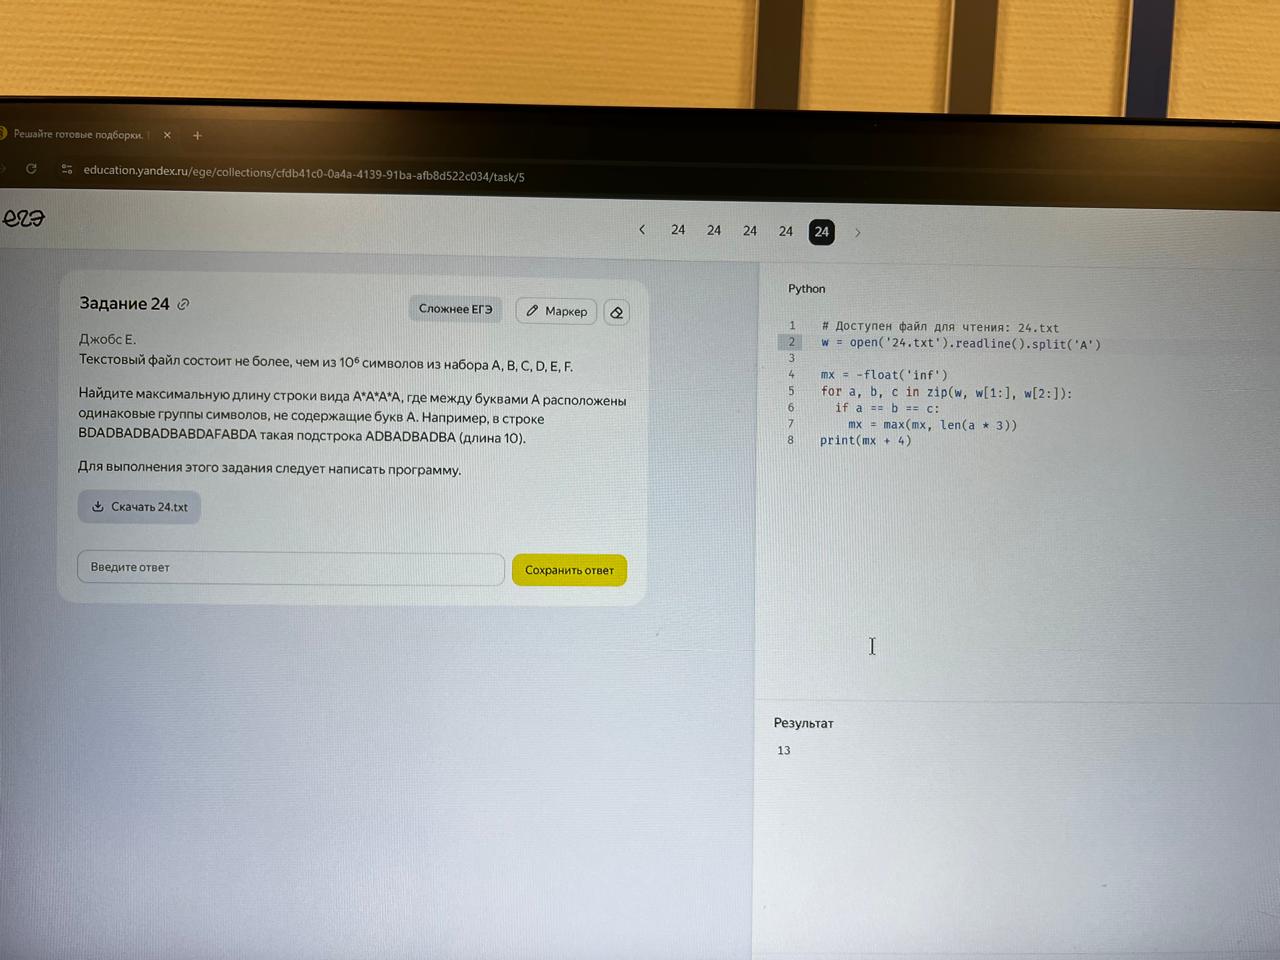 Решайте готовые подборки.
education.yandex.ru/ege/collections/cfdb41c0-0a4a-4139-91ba-afb8d522c034/task/5
егэ
24 24 24 24 24
Задание 24
Сложнее ЕГЭ
Маркер
Джобс Е.
Текстовый файл состоит не более, чем из 10⁶ символов из набора A, B, C, D, E, F.
Найдите максимальную длину строки вида A*A*A*A, где между буквами A расположены
одинаковые группы символов, не содержащие букв A. Например, в строке
BDADBADBADBABDAFABDA такая подстрока ADBADBADBA (длина 10).
Для выполнения этого задания следует написать программу.
Скачать 24.txt
Введите ответ
Сохранить ответ
Python
1 # Доступен файл для чтения: 24.txt
2 w = open('24.txt').readline().split('A')
3
4 mx = -float('inf')
5 for a, b, c in zip(w, w[1:], w[2:]):
6 if a == b == c:
7 mx = max(mx, len(a * 3))
8 print(mx + 4)
Результат
13